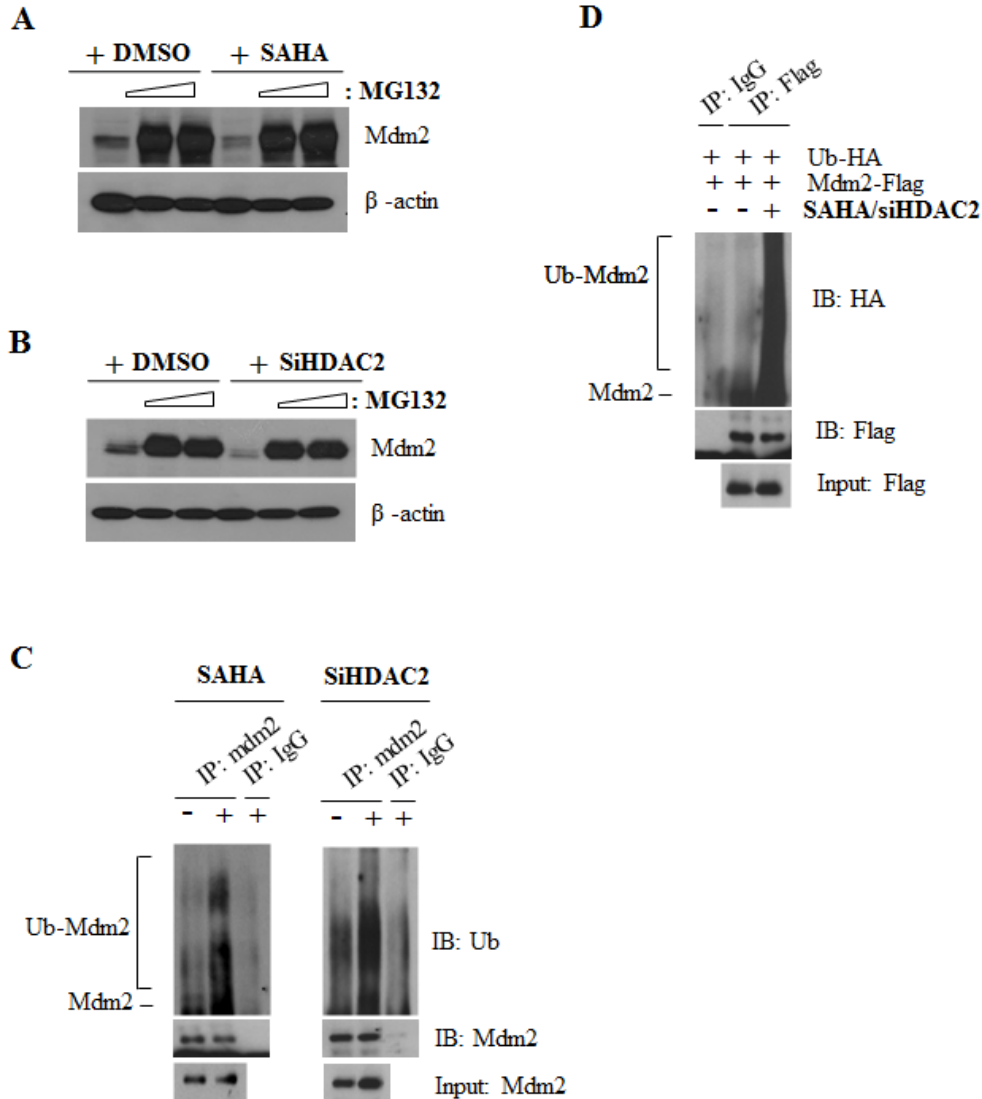 A
+ DMSO + SAHA
: MG132
Mdm2
β -actin
B
+ DMSO + SiHDAC2
: MG132
Mdm2
β -actin
C
SAHA SiHDAC2
IP: mdm2 IP: IgG IP: mdm2 IP: IgG
- + + - + +
Ub-Mdm2
IB: Ub
Mdm2 –
IB: Mdm2
Input: Mdm2
D
IP: IgG IP: Flag
+ + + Ub-HA
+ + + Mdm2-Flag
- - + SAHA/siHDAC2
Ub-Mdm2
IB: HA
Mdm2 –
IB: Flag
Input: Flag